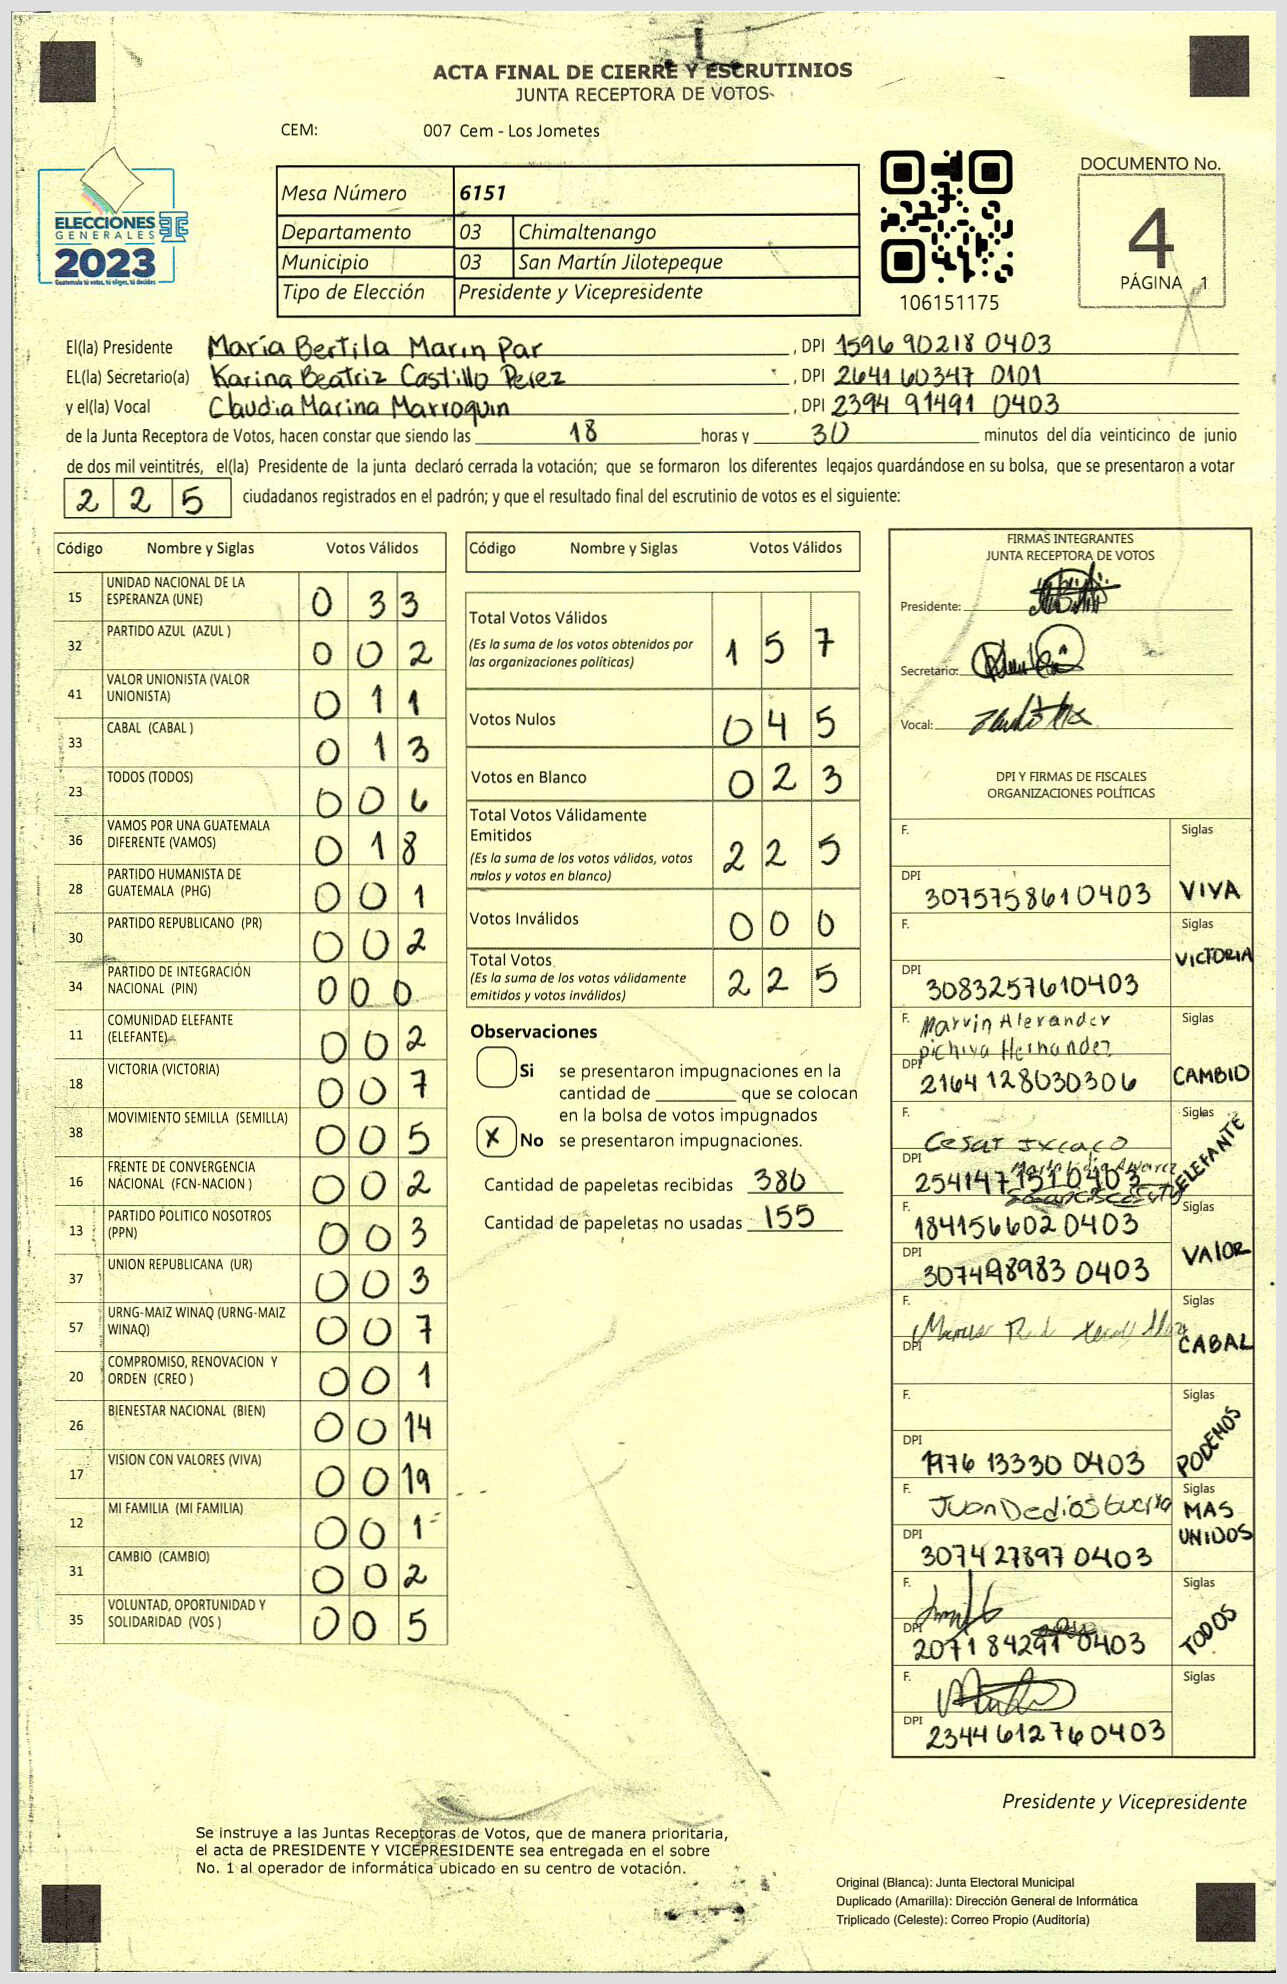 ACTA FINAL DE CIERRE Y ESCRUTINIOS
JUNTA RECEPTORA DE VOTOS
CEM: 007 Cem - Los Jometes
ELECCIONES
GENERALES
2023
Guatemala tú votas, tú eliges, tú decides
Mesa Número 6151
Departamento 03 Chimaltenango
Municipio 03 San Martín Jilotepeque
Tipo de Elección Presidente y Vicepresidente
106151175
DOCUMENTO No.
4
PÁGINA 1
El(la) Presidente María Bertila Marin Par , DPI 1596 90218 0403
EL(la) Secretario(a) Karina Beatriz Castillo Perez , DPI 2641 60347 0101
y el(la) Vocal Claudia Marina Marroquin , DPI 2394 91491 0403
de la Junta Receptora de Votos, hacen constar que siendo las 18 horas y 30 minutos del día veinticinco de junio
de dos mil veintitrés, el(la) Presidente de la junta declaró cerrada la votación; que se formaron los diferentes legajos guardándose en su bolsa, que se presentaron a votar
2 2 5 ciudadanos registrados en el padrón; y que el resultado final del escrutinio de votos es el siguiente:
Código Nombre y Siglas Votos Válidos
15 UNIDAD NACIONAL DE LA ESPERANZA (UNE) 0 3 3
32 PARTIDO AZUL (AZUL ) 0 0 2
41 VALOR UNIONISTA (VALOR UNIONISTA) 0 1 1
33 CABAL (CABAL ) 0 1 3
23 TODOS (TODOS) 0 0 6
36 VAMOS POR UNA GUATEMALA DIFERENTE (VAMOS) 0 1 8
28 PARTIDO HUMANISTA DE GUATEMALA (PHG) 0 0 1
30 PARTIDO REPUBLICANO (PR) 0 0 2
34 PARTIDO DE INTEGRACIÓN NACIONAL (PIN) 0 0 0
11 COMUNIDAD ELEFANTE (ELEFANTE) 0 0 2
18 VICTORIA (VICTORIA) 0 0 7
38 MOVIMIENTO SEMILLA (SEMILLA) 0 0 5
16 FRENTE DE CONVERGENCIA NACIONAL (FCN-NACION ) 0 0 2
13 PARTIDO POLITICO NOSOTROS (PPN) 0 0 3
37 UNION REPUBLICANA (UR) 0 0 3
57 URNG-MAIZ WINAQ (URNG-MAIZ WINAQ) 0 0 7
20 COMPROMISO, RENOVACION Y ORDEN (CREO ) 0 0 1
26 BIENESTAR NACIONAL (BIEN) 0 0 14
17 VISION CON VALORES (VIVA) 0 0 19
12 MI FAMILIA (MI FAMILIA) 0 0 1
31 CAMBIO (CAMBIO) 0 0 2
35 VOLUNTAD, OPORTUNIDAD Y SOLIDARIDAD (VOS ) 0 0 5
Código Nombre y Siglas Votos Válidos
Total Votos Válidos 1 5 7
(Es la suma de los votos obtenidos por
las organizaciones políticas)
Votos Nulos 0 4 5
Votos en Blanco 0 2 3
Total Votos Válidamente
Emitidos 2 2 5
(Es la suma de los votos válidos, votos
nulos y votos en blanco)
Votos Inválidos 0 0 0
Total Votos 2 2 5
(Es la suma de los votos válidamente
emitidos y votos inválidos)
Observaciones
Si se presentaron impugnaciones en la
cantidad de ________ que se colocan
en la bolsa de votos impugnados
X No se presentaron impugnaciones.
Cantidad de papeletas recibidas 380
Cantidad de papeletas no usadas 155
FIRMAS INTEGRANTES
JUNTA RECEPTORA DE VOTOS
Presidente:
Secretario:
Vocal:
DPI Y FIRMAS DE FISCALES
ORGANIZACIONES POLÍTICAS
F. Siglas
DPI 3075758610403 VIVA
F. Siglas
VICTORIA
DPI 3083257610403
F. Marvin Alexander Siglas
pichiya Hernandez
DPI 2164128030306 CAMBIO
F. Siglas
Cesar Ixcaco ELEFANTE
DPI 2541471510403
F. 184156602 0403 Siglas
DPI 307498983 0403 VALOR
F. Siglas
DPI CABAL
F. Siglas
DPI 1976 13330 0403 PODEMOS
F. Juan Dedios Siglas
MAS
UNIDOS
DPI 3074 27897 0403
F. Siglas
DPI 2071 84291 0403 TODOS
F. Siglas
DPI 2344 61276 0403
Presidente y Vicepresidente
Se instruye a las Juntas Receptoras de Votos, que de manera prioritaria,
el acta de PRESIDENTE Y VICEPRESIDENTE sea entregada en el sobre
No. 1 al operador de informática ubicado en su centro de votación.
Original (Blanca): Junta Electoral Municipal
Duplicado (Amarilla): Dirección General de Informática
Triplicado (Celeste): Correo Propio (Auditoría)